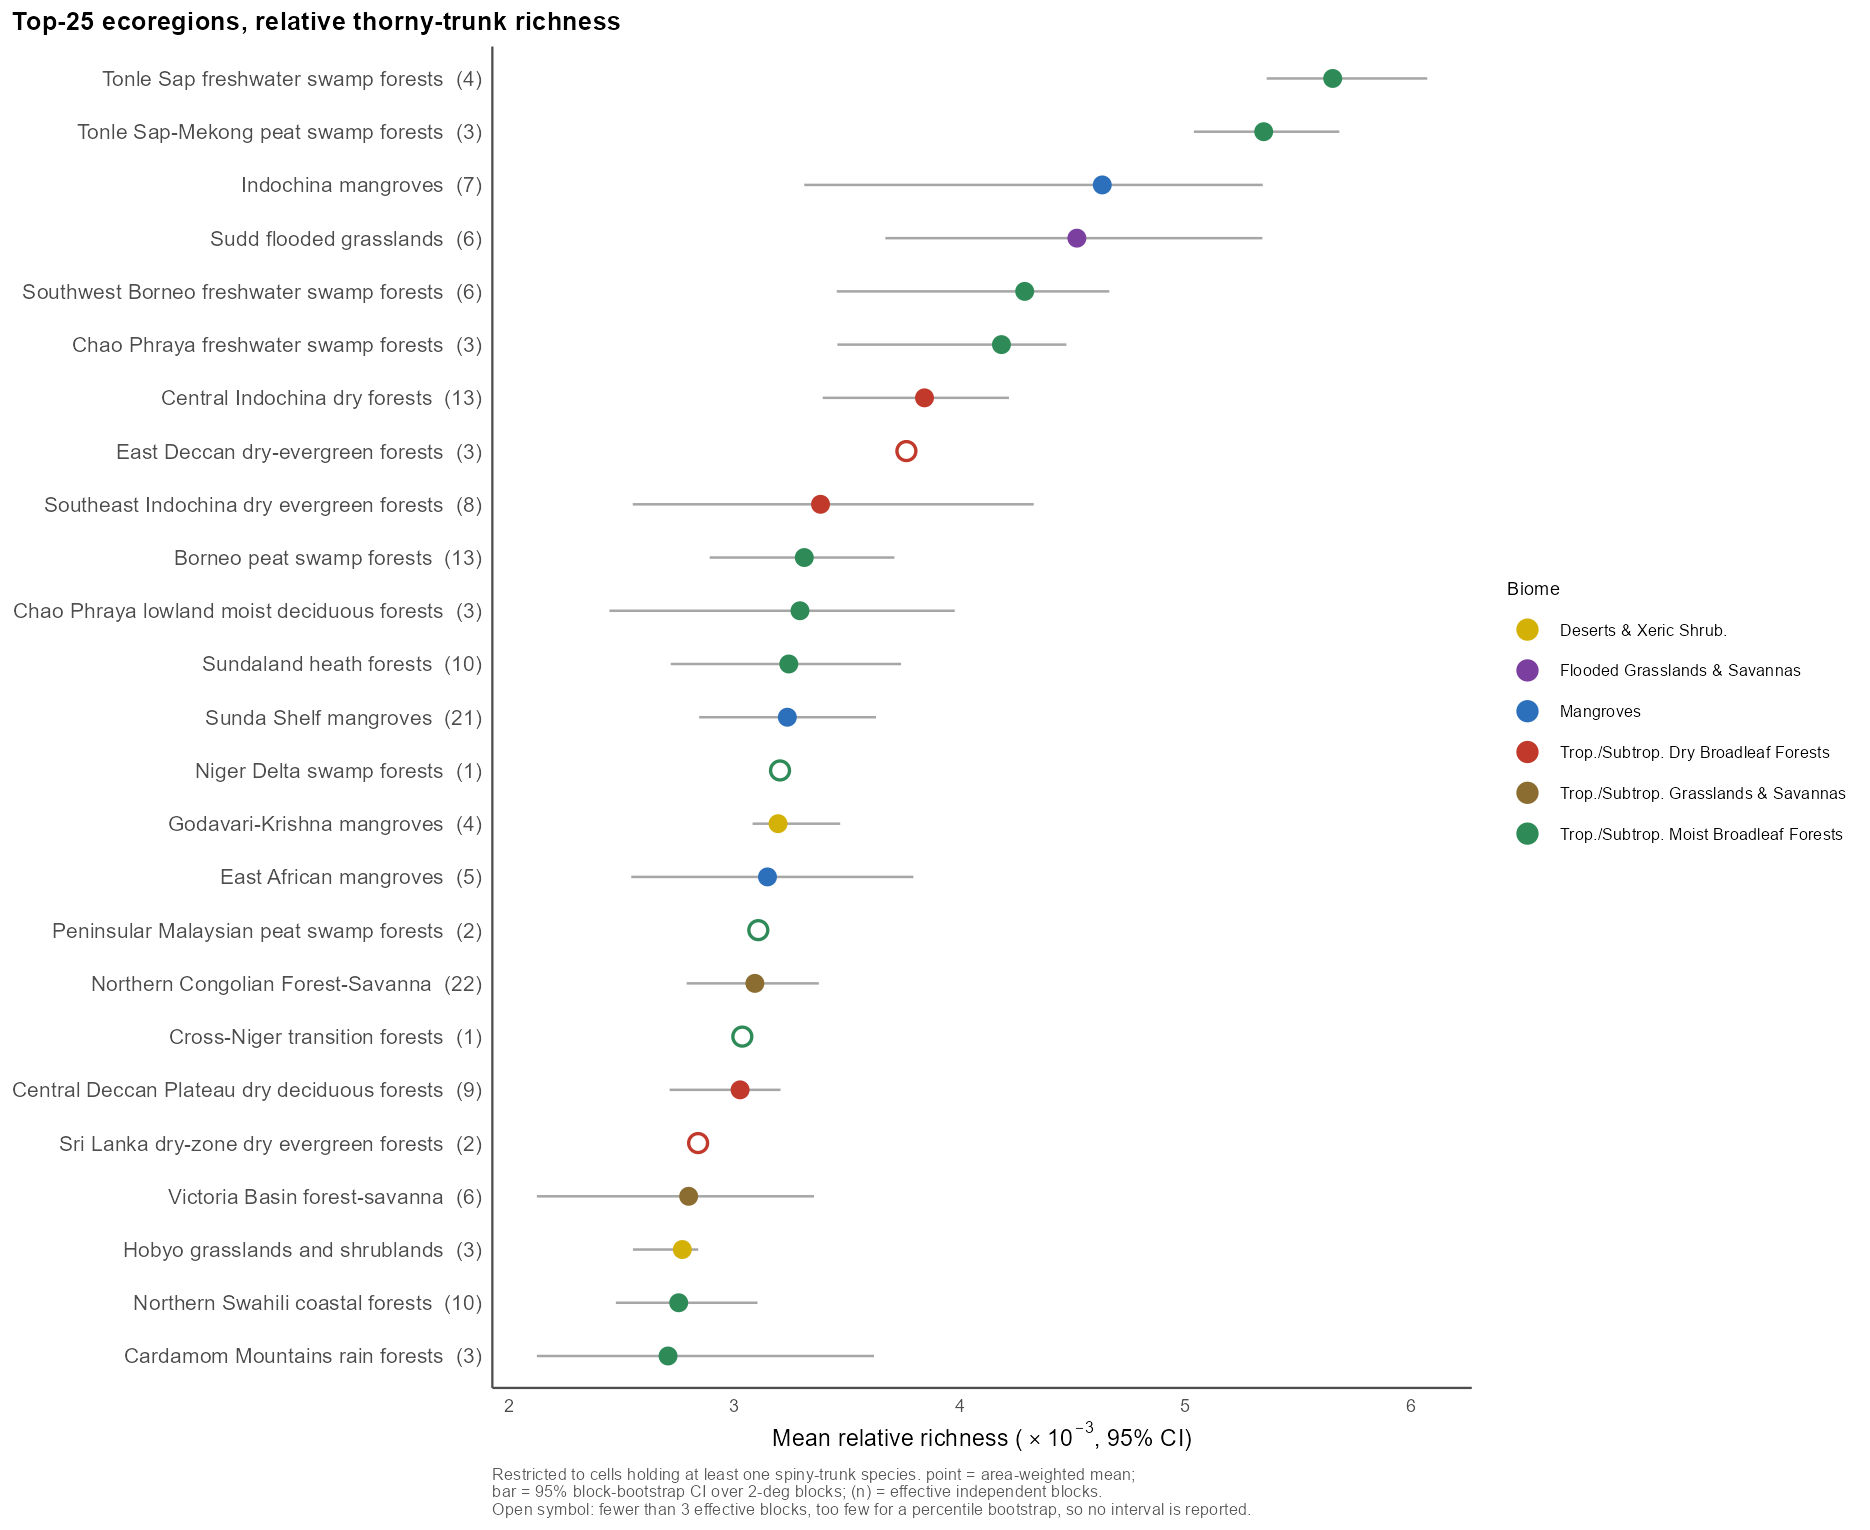 Top-25 ecoregions, relative thorny-trunk richness
Tonle Sap freshwater swamp forests (4)
Tonle Sap-Mekong peat swamp forests (3)
Indochina mangroves (7)
Sudd flooded grasslands (6)
Southwest Borneo freshwater swamp forests (6)
Chao Phraya freshwater swamp forests (3)
Central Indochina dry forests (13)
East Deccan dry-evergreen forests (3)
Southeast Indochina dry evergreen forests (8)
Borneo peat swamp forests (13)
Chao Phraya lowland moist deciduous forests (3)
Sundaland heath forests (10)
Sunda Shelf mangroves (21)
Niger Delta swamp forests (1)
Godavari-Krishna mangroves (4)
East African mangroves (5)
Peninsular Malaysian peat swamp forests (2)
Northern Congolian Forest-Savanna (22)
Cross-Niger transition forests (1)
Central Deccan Plateau dry deciduous forests (9)
Sri Lanka dry-zone dry evergreen forests (2)
Victoria Basin forest-savanna (6)
Hobyo grasslands and shrublands (3)
Northern Swahili coastal forests (10)
Cardamom Mountains rain forests (3)
2 3 4 5 6
Mean relative richness ( × 10⁻³, 95% CI)
Restricted to cells holding at least one spiny-trunk species. point = area-weighted mean;
bar = 95% block-bootstrap CI over 2-deg blocks; (n) = effective independent blocks.
Open symbol: fewer than 3 effective blocks, too few for a percentile bootstrap, so no interval is reported.
Biome
Deserts & Xeric Shrub.
Flooded Grasslands & Savannas
Mangroves
Trop./Subtrop. Dry Broadleaf Forests
Trop./Subtrop. Grasslands & Savannas
Trop./Subtrop. Moist Broadleaf Forests